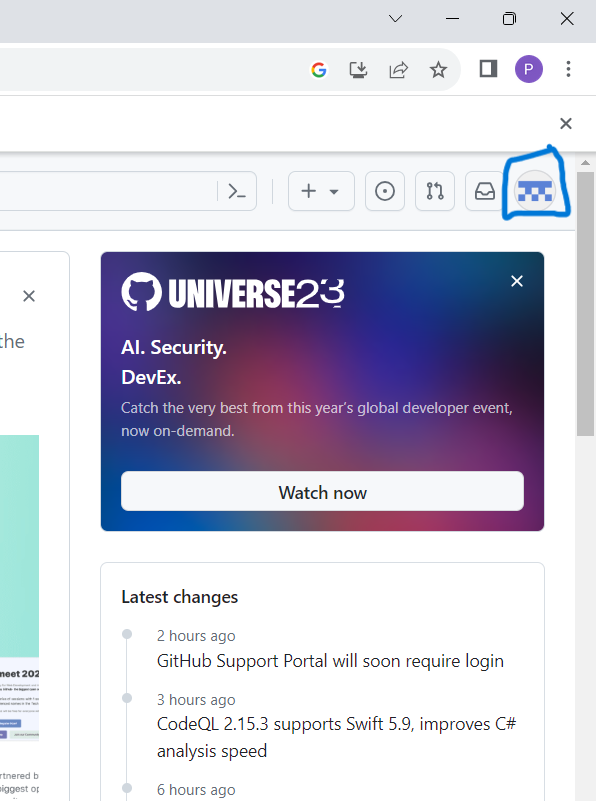 P
the
UNIVERSE23
AI. Security.
DevEx.
Catch the very best from this year's global developer event,
now on-demand.
Watch now
Latest changes
2 hours ago
GitHub Support Portal will soon require login
3 hours ago
CodeQL 2.15.3 supports Swift 5.9, improves C#
analysis speed
6 hours ago
meet 202
rtnered b
biggest op